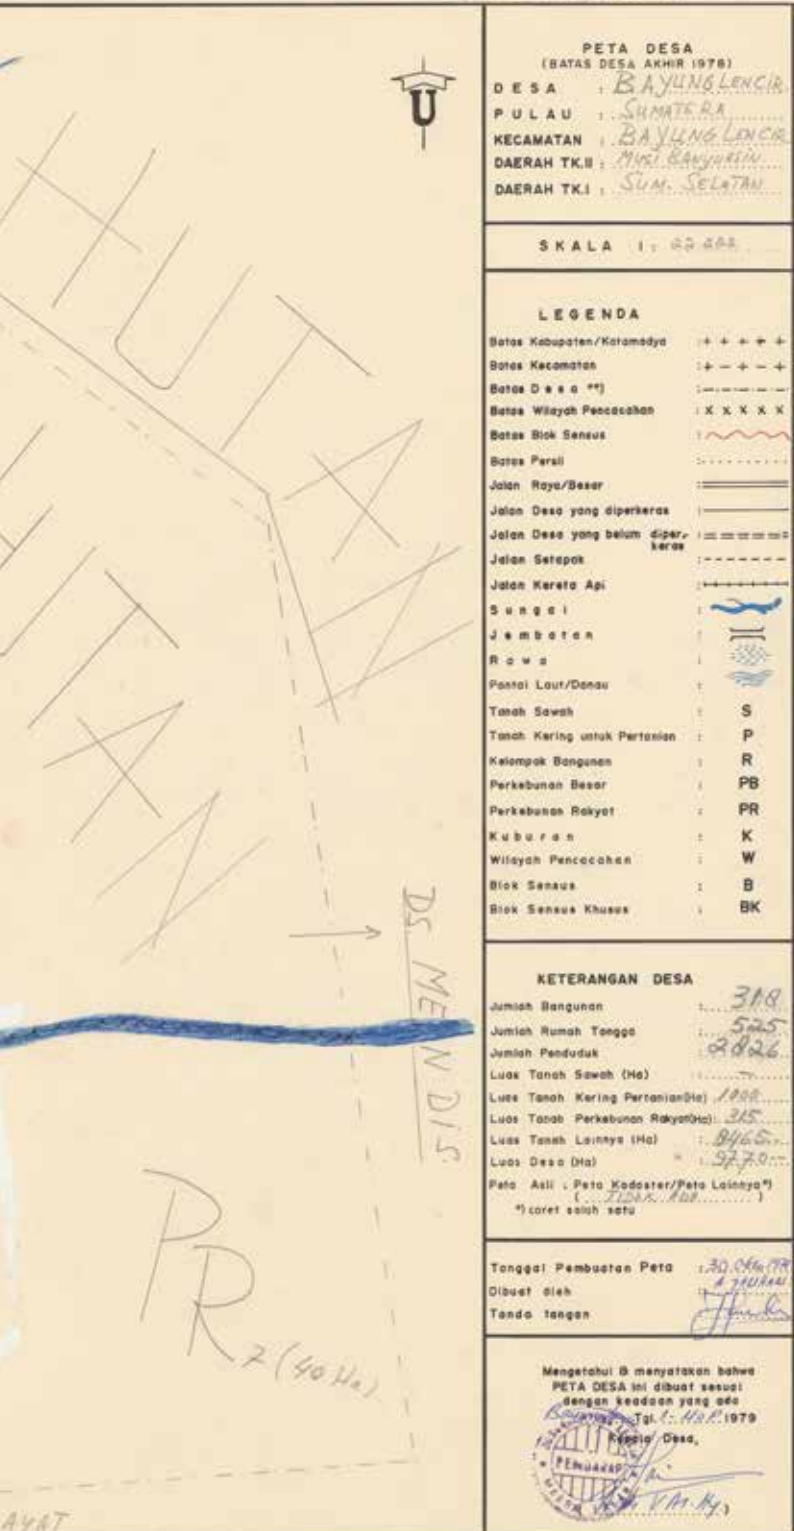 HUTAN
HUTAN
U
DS. MENDIS
PR 7 (40 Ha)
PETA DESA
(BATAS DESA AKHIR 1978)
DESA : BAYUNG LENCIR
PULAU : SUMATERA
KECAMATAN : BAYUNG LENCIR
DAERAH TK.II : MUSI BANYUASIN
DAERAH TK.I : SUM. SELATAN
SKALA 1:
LEGENDA
Batas Kabupaten/Kotamadya :
Batas Kecamatan :
Batas Desa **) :
Batas Wilayah Pencacahan :
Batas Blok Sensus :
Batas Persil :
Jalan Raya/Besar :
Jalan Desa yang diperkeras :
Jalan Desa yang belum diper- :
keras
Jalan Setapak :
Jalan Kereta Api :
Sungai :
Jembatan :
Rawa :
Pantai Laut/Danau :
Tanah Sawah : S
Tanah Kering untuk Pertanian : P
Kelompok Bangunan : R
Perkebunan Besar : PB
Perkebunan Rakyat : PR
Kuburan : K
Wilayah Pencacahan : W
Blok Sensus : B
Blok Sensus Khusus : BK
KETERANGAN DESA
Jumlah Bangunan : 318
Jumlah Rumah Tangga : 525
Jumlah Penduduk : 2826
Luas Tanah Sawah (Ha) : -
Luas Tanah Kering Pertanian(Ha) : 1000
Luas Tanah Perkebunan Rakyat(Ha) : 315
Luas Tanah Lainnya (Ha) : 8465.-
Luas Desa (Ha) : 9770.-
Peta Asli : Peta Kadaster/Peta Lainnya*)
( TIDAK ADA )
*) coret salah satu
Tanggal Pembuatan Peta : 30
Dibuat oleh :
Tanda tangan
Mengetahui & menyatakan bahwa
PETA DESA ini dibuat sesuai
dengan keadaan yang ada
Tgl. 1979
Kepala Desa,